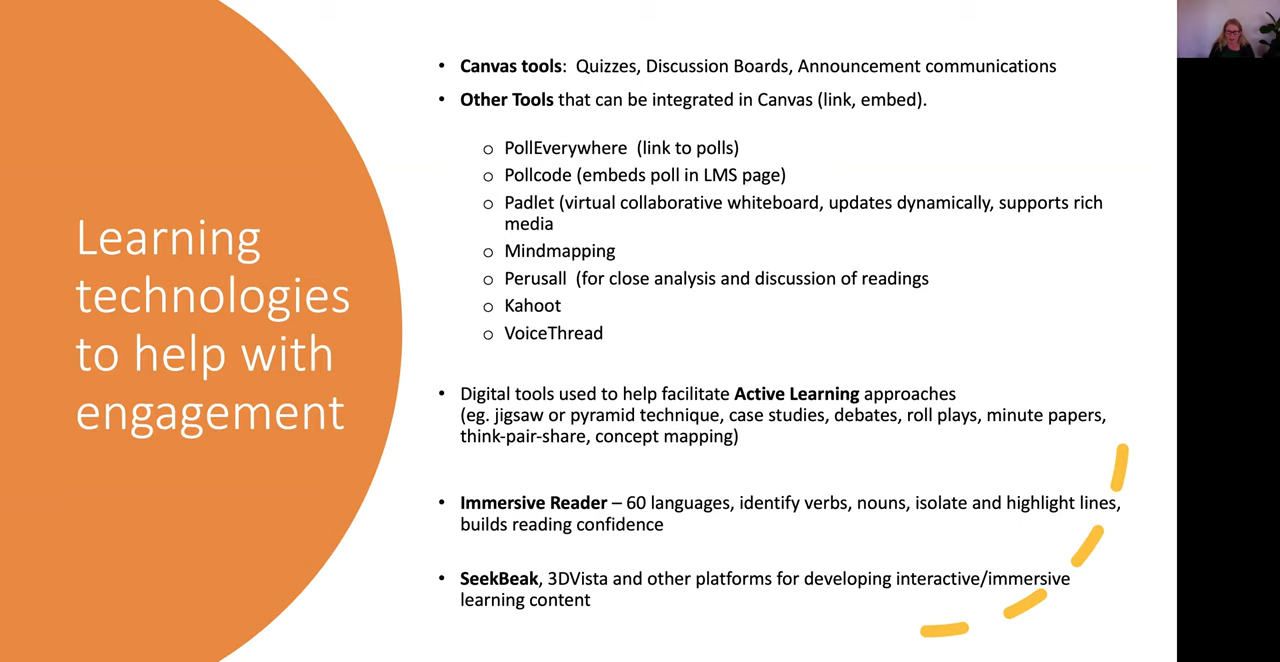 Learning
technologies
to help with
engagement
• Canvas tools: Quizzes, Discussion Boards, Announcement communications
• Other Tools that can be integrated in Canvas (link, embed).
o PollEverywhere (link to polls)
o Pollcode (embeds poll in LMS page)
o Padlet (virtual collaborative whiteboard, updates dynamically, supports rich
media
o Mindmapping
o Perusall (for close analysis and discussion of readings
o Kahoot
o VoiceThread
• Digital tools used to help facilitate Active Learning approaches
(eg. jigsaw or pyramid technique, case studies, debates, roll plays, minute papers,
think-pair-share, concept mapping)
• Immersive Reader – 60 languages, identify verbs, nouns, isolate and highlight lines,
builds reading confidence
• SeekBeak, 3DVista and other platforms for developing interactive/immersive
learning content